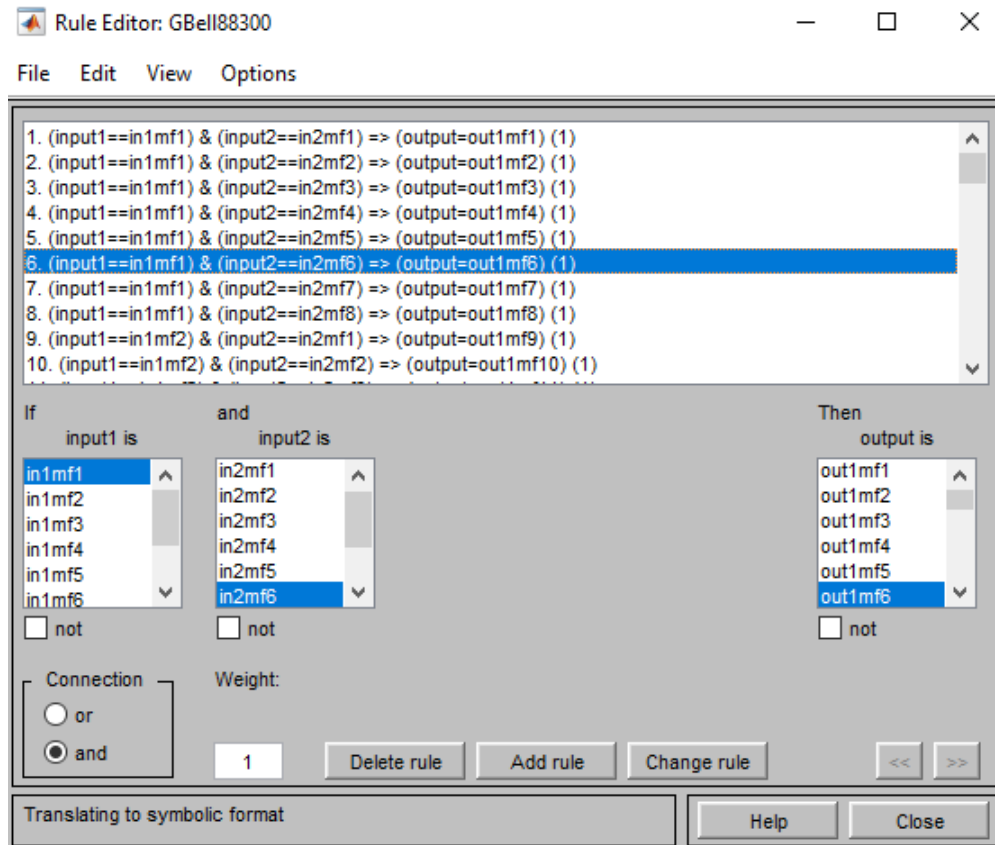 Rule Editor: GBell88300
File Edit View Options
1. (input1==in1mf1) & (input2==in2mf1) => (output=out1mf1) (1)
2. (input1==in1mf1) & (input2==in2mf2) => (output=out1mf2) (1)
3. (input1==in1mf1) & (input2==in2mf3) => (output=out1mf3) (1)
4. (input1==in1mf1) & (input2==in2mf4) => (output=out1mf4) (1)
5. (input1==in1mf1) & (input2==in2mf5) => (output=out1mf5) (1)
6. (input1==in1mf1) & (input2==in2mf6) => (output=out1mf6) (1)
7. (input1==in1mf1) & (input2==in2mf7) => (output=out1mf7) (1)
8. (input1==in1mf1) & (input2==in2mf8) => (output=out1mf8) (1)
9. (input1==in1mf2) & (input2==in2mf1) => (output=out1mf9) (1)
10. (input1==in1mf2) & (input2==in2mf2) => (output=out1mf10) (1)
If and Then
input1 is input2 is output is
in1mf1 in2mf1 out1mf1
in1mf2 in2mf2 out1mf2
in1mf3 in2mf3 out1mf3
in1mf4 in2mf4 out1mf4
in1mf5 in2mf5 out1mf5
in1mf6 in2mf6 out1mf6
not not not
Connection Weight:
or
and 1 Delete rule Add rule Change rule << >>
Translating to symbolic format Help Close